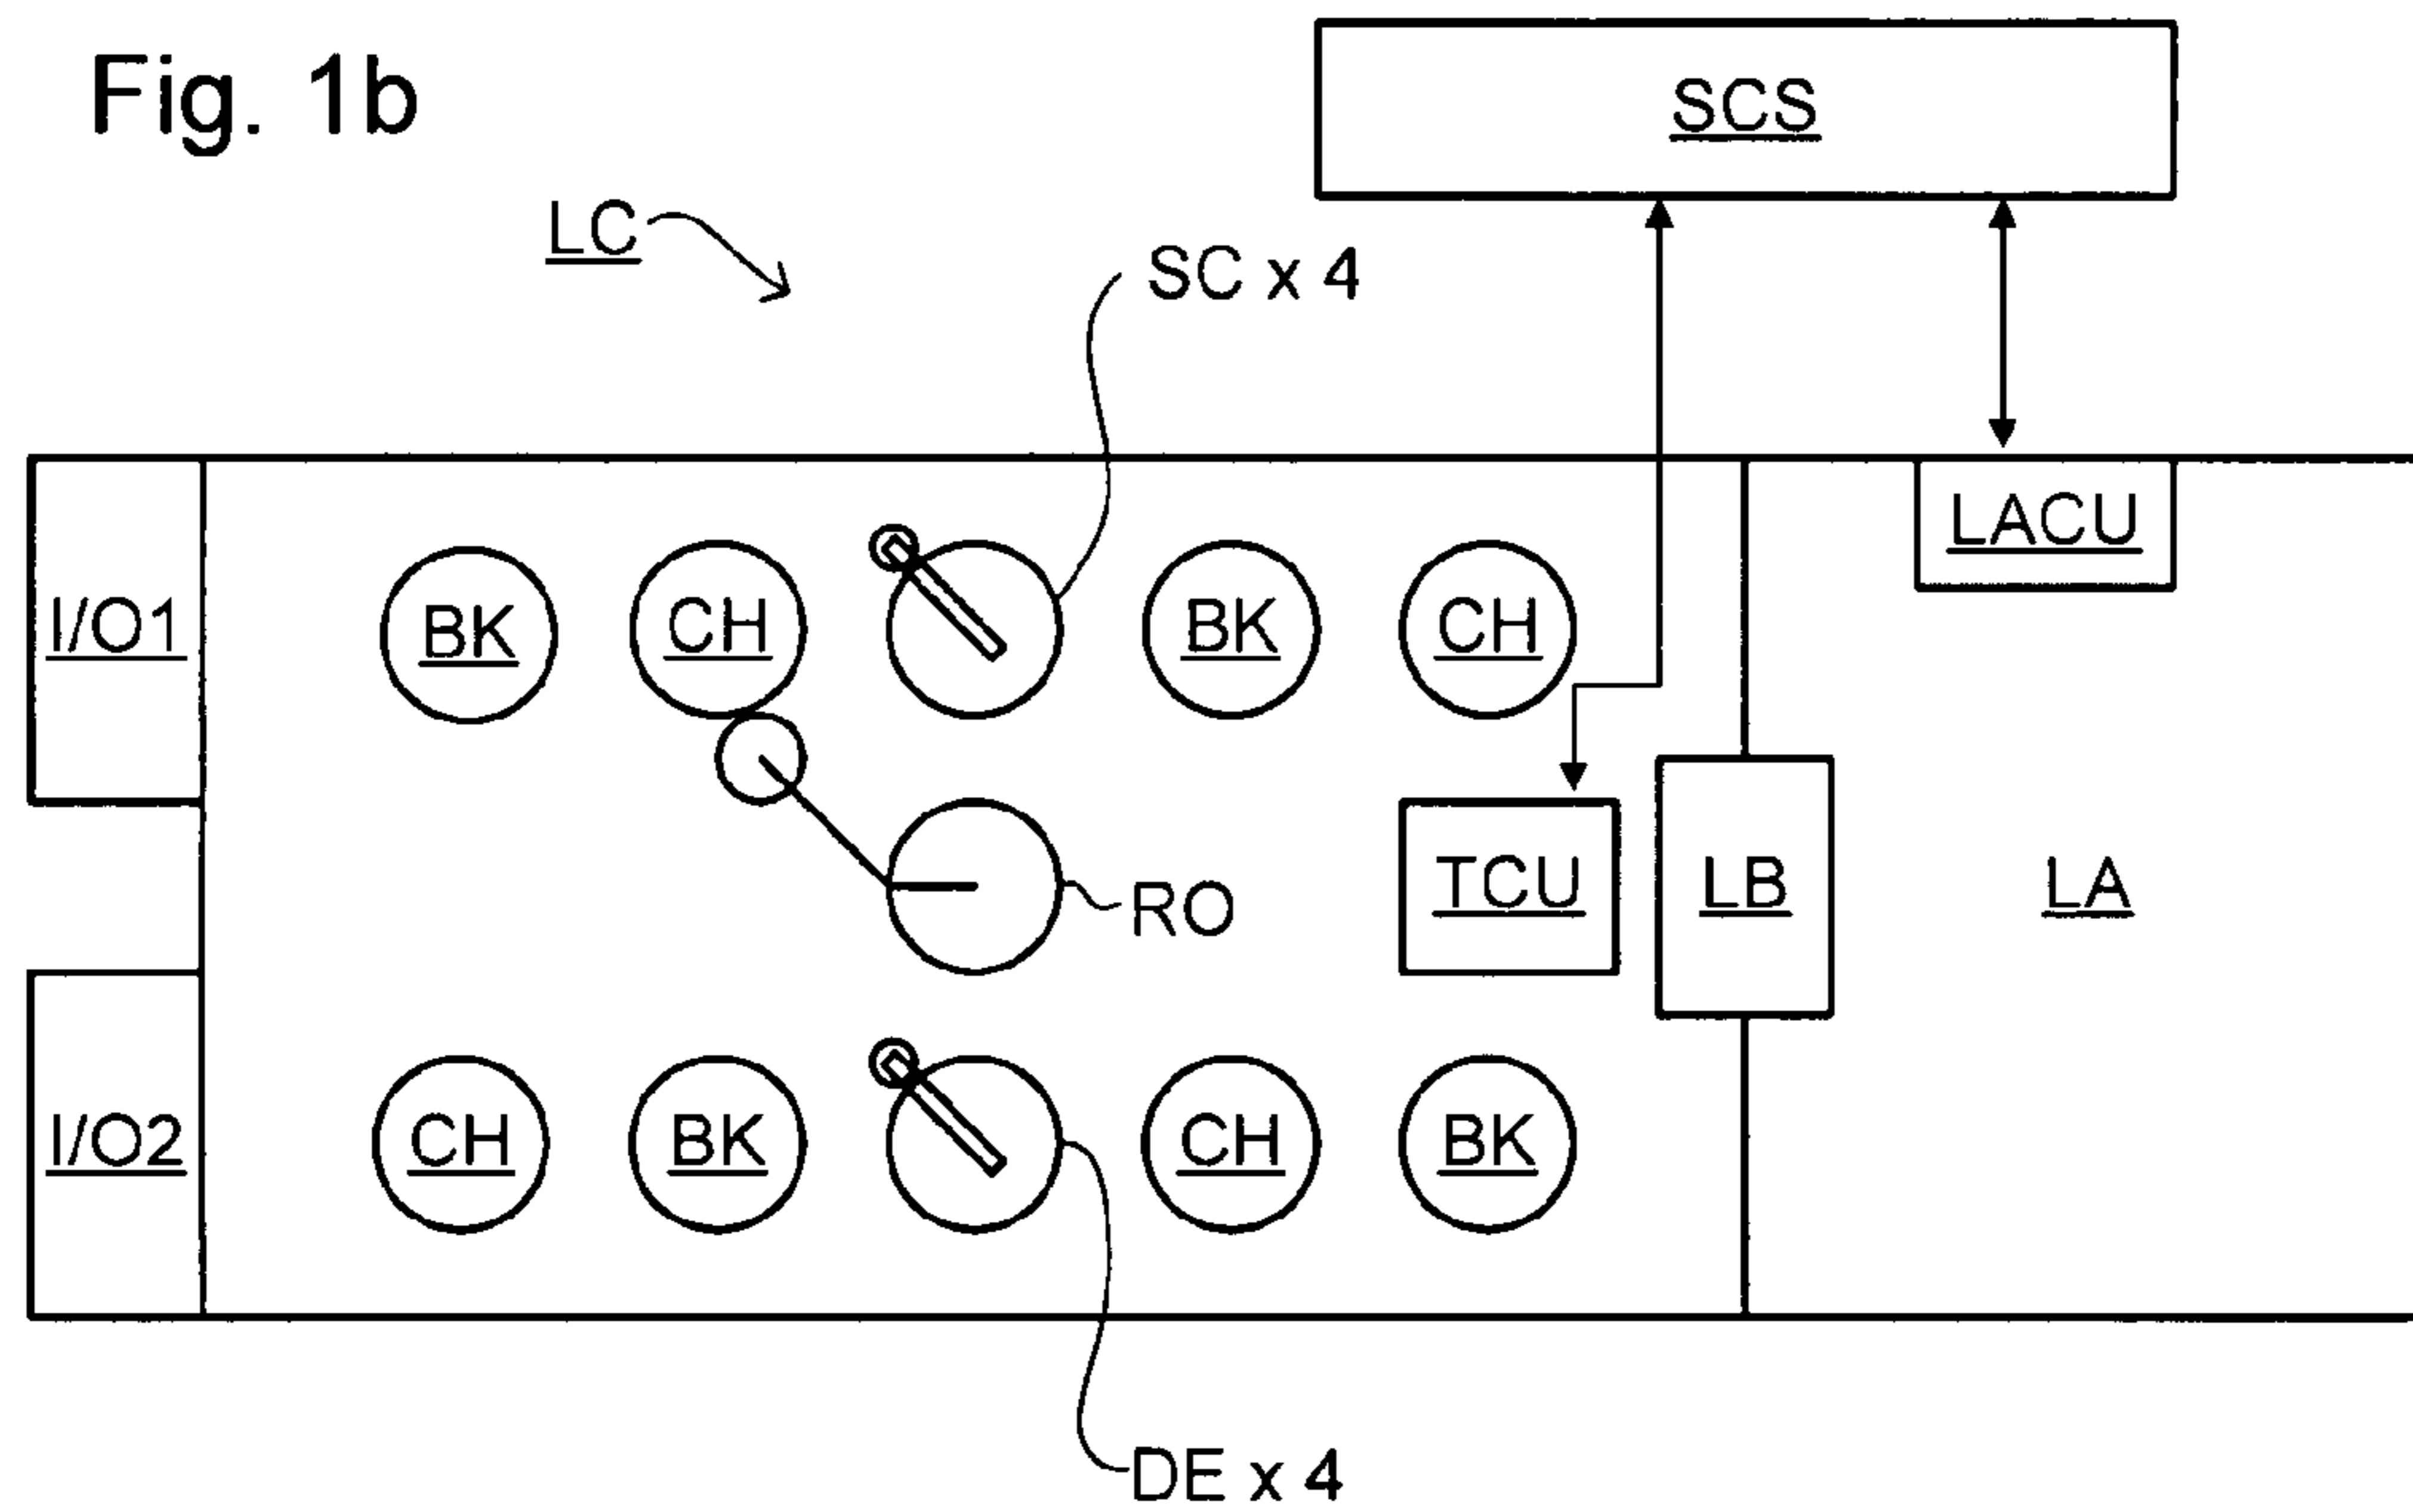 Fig. 1b
SCS
LC
SC x 4
LACU
I/O1
BK
CH
BK
CH
TCU
LB
LA
RO
I/O2
CH
BK
CH
BK
DE x 4